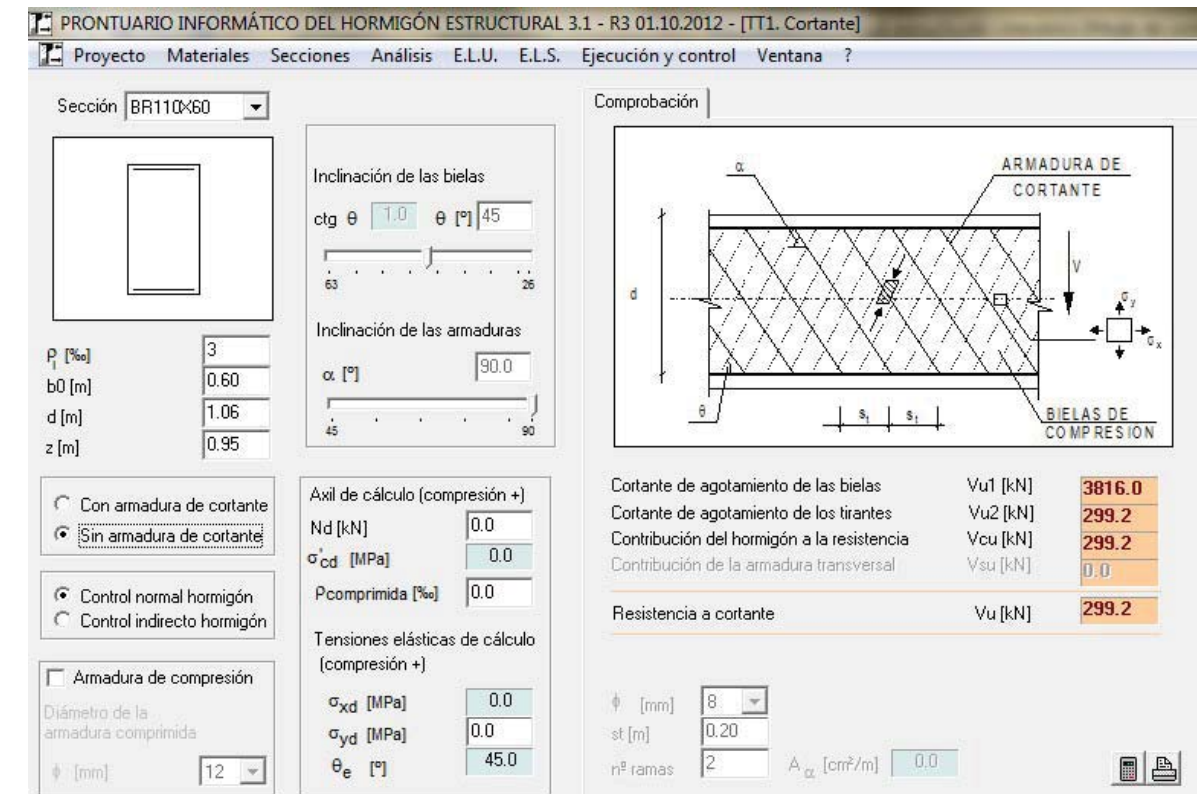 PRONTUARIO INFORMÁTICO DEL HORMIGÓN ESTRUCTURAL 3.1 - R3 01.10.2012 - [TT1. Cortante]
Proyecto Materiales Secciones Análisis E.L.U. E.L.S. Ejecución y control Ventana ?
Sección BR110X60
ρl [‰] 3
b0 [m] 0.60
d [m] 1.06
z [m] 0.95
Con armadura de cortante
Sin armadura de cortante
Control normal hormigón
Control indirecto hormigón
Armadura de compresión
Diámetro de la
armadura comprimida
ϕ [mm] 12
Inclinación de las bielas
ctg θ 1.0 θ [º] 45
63 26
Inclinación de las armaduras
α [º] 90.0
45 90
Axil de cálculo (compresión +)
Nd [kN] 0.0
σ'cd [MPa] 0.0
ρcomprimida [‰] 0.0
Tensiones elásticas de cálculo
(compresión +)
σxd [MPa] 0.0
σyd [MPa] 0.0
θe [º] 45.0
Comprobación
α
ARMADURA DE
CORTANTE
V
d
σy
σx
θ
st st
BIELAS DE
COMPRESION
Cortante de agotamiento de las bielas Vu1 [kN] 3816.0
Cortante de agotamiento de los tirantes Vu2 [kN] 299.2
Contribución del hormigón a la resistencia Vcu [kN] 299.2
Contribución de la armadura transversal Vsu [kN] 0.0
Resistencia a cortante Vu [kN] 299.2
ϕ [mm] 8
st [m] 0.20
nº ramas 2 Aα [cm²/m] 0.0